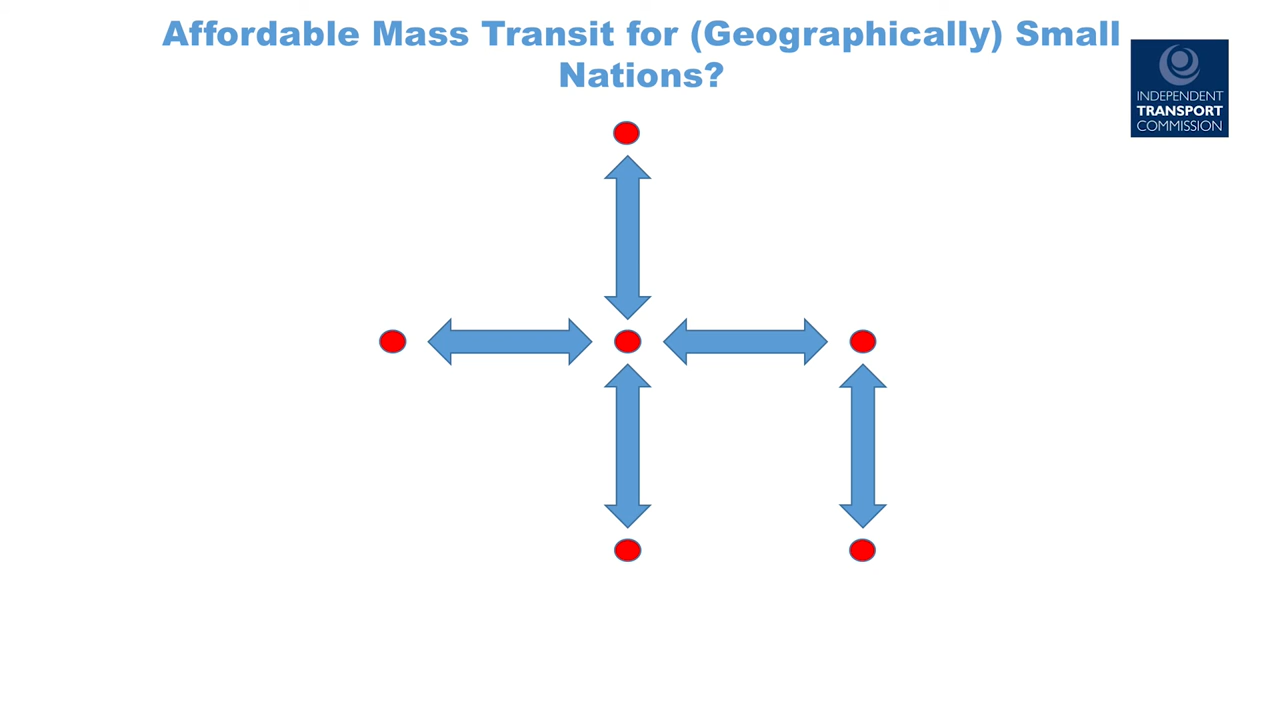 Affordable Mass Transit for (Geographically) Small
Nations?
INDEPENDENT
TRANSPORT
COMMISSION